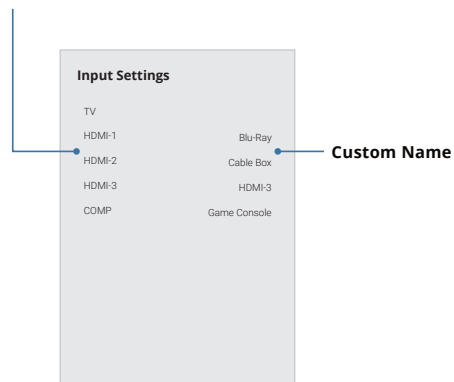 Input Settings
TV
HDMI-1 Blu-Ray
HDMI-2 Cable Box
HDMI-3 HDMI-3
COMP Game Console
Custom Name